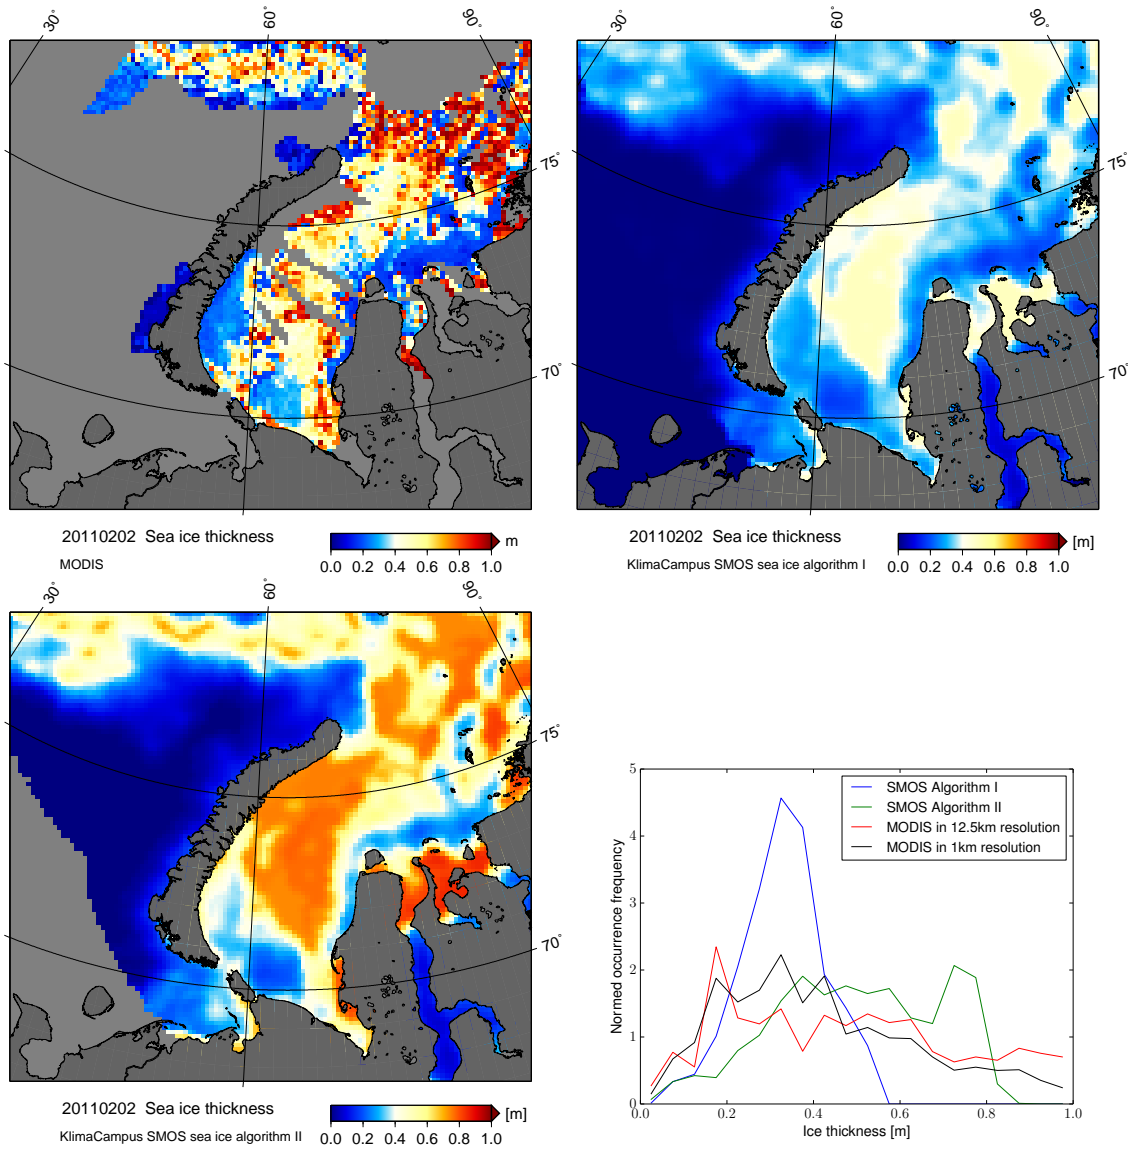 30°
60°
90°
75°
70°
20110202  Sea ice thickness
MODIS
0.0 0.2 0.4 0.6 0.8 1.0
m
30°
60°
90°
75°
70°
20110202  Sea ice thickness
KlimaCampus SMOS sea ice algorithm I
0.0 0.2 0.4 0.6 0.8 1.0
[m]
30°
60°
90°
75°
70°
20110202  Sea ice thickness
KlimaCampus SMOS sea ice algorithm II
0.0 0.2 0.4 0.6 0.8 1.0
[m]
SMOS Algorithm I
SMOS Algorithm II
MODIS in 12.5km resolution
MODIS in 1km resolution
Normed occurrence frequency
5
4
3
2
1
0
0.0 0.2 0.4 0.6 0.8 1.0
Ice thickness [m]